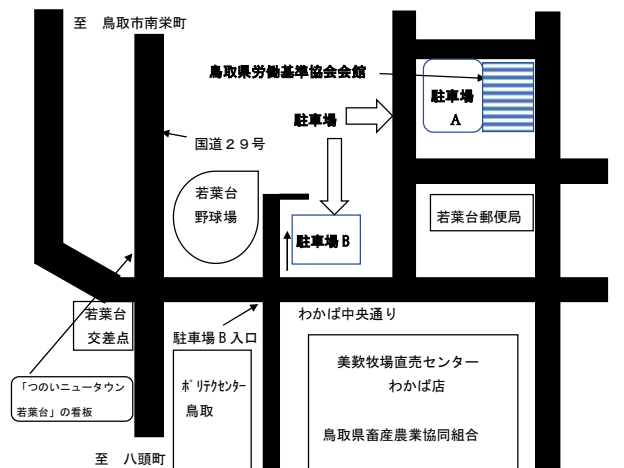 至　鳥取市南栄町
鳥取県労働基準協会会館
駐車場
A
駐車場
国道２９号
若葉台
野球場
若葉台郵便局
駐車場B
若葉台
交差点
駐車場B入口
わかば中央通り
「つのいニュータウン
若葉台」の看板
ﾎﾟﾘﾃｸｾﾝﾀｰ
鳥取
美歎牧場直売センター
わかば店
鳥取県畜産農業協同組合
至　八頭町